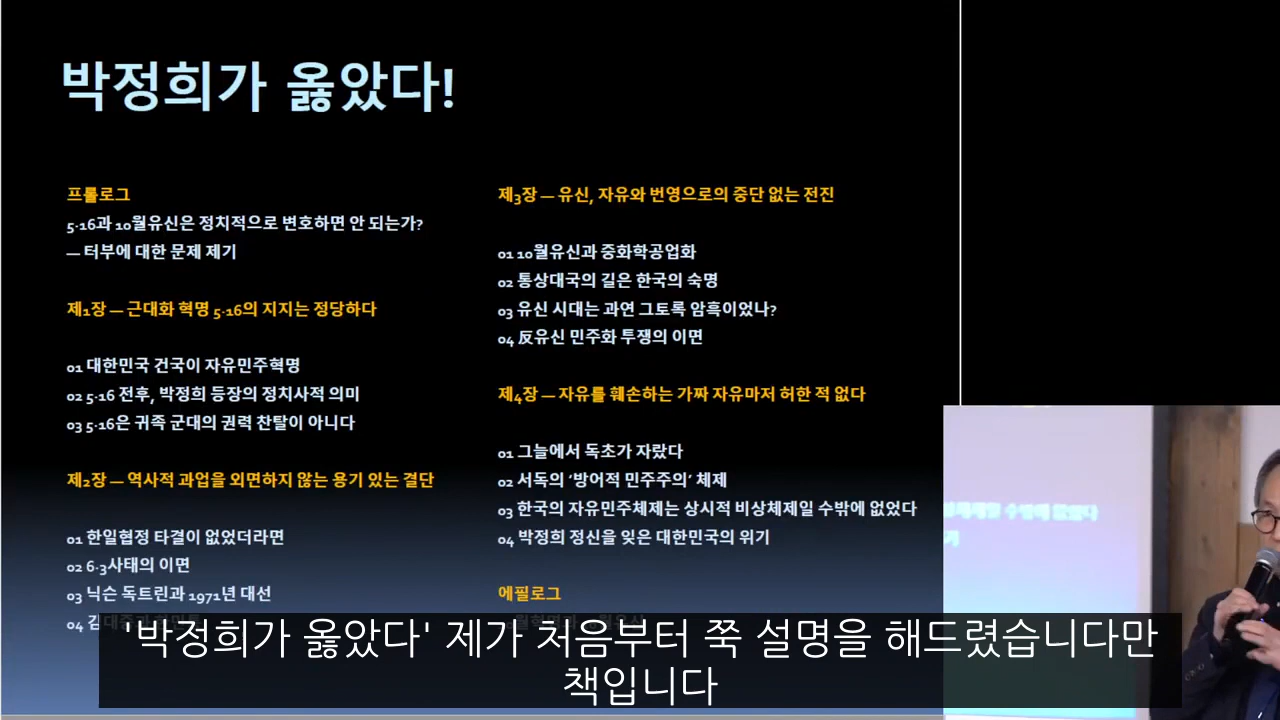 박정희가 옳았다!
프롤로그
5·16과 10월유신은 정치적으로 변호하면 안 되는가?
— 터부에 대한 문제 제기
제1장 — 근대화 혁명 5·16의 지지는 정당하다
01 대한민국 건국이 자유민주혁명
02 5·16 전후, 박정희 등장의 정치사적 의미
03 5·16은 귀족 군대의 권력 찬탈이 아니다
제2장 — 역사적 과업을 외면하지 않는 용기 있는 결단
01 한일협정 타결이 없었더라면
02 6·3사태의 이면
03 닉슨 독트린과 1971년 대선
04 김대중과
제3장 — 유신, 자유와 번영으로의 중단 없는 전진
01 10월유신과 중화학공업화
02 통상대국의 길은 한국의 숙명
03 유신 시대는 과연 그토록 암흑이었나?
04 反유신 민주화 투쟁의 이면
제4장 — 자유를 훼손하는 가짜 자유마저 허한 적 없다
01 그늘에서 독초가 자랐다
02 서독의 ‘방어적 민주주의’ 체제
03 한국의 자유민주체제는 상시적 비상체제일 수밖에 없었다
04 박정희 정신을 잊은 대한민국의 위기
에필로그
수밖에 없었다
기
'박정희가 옳았다' 제가 처음부터 쭉 설명을 해드렸습니다만
책입니다